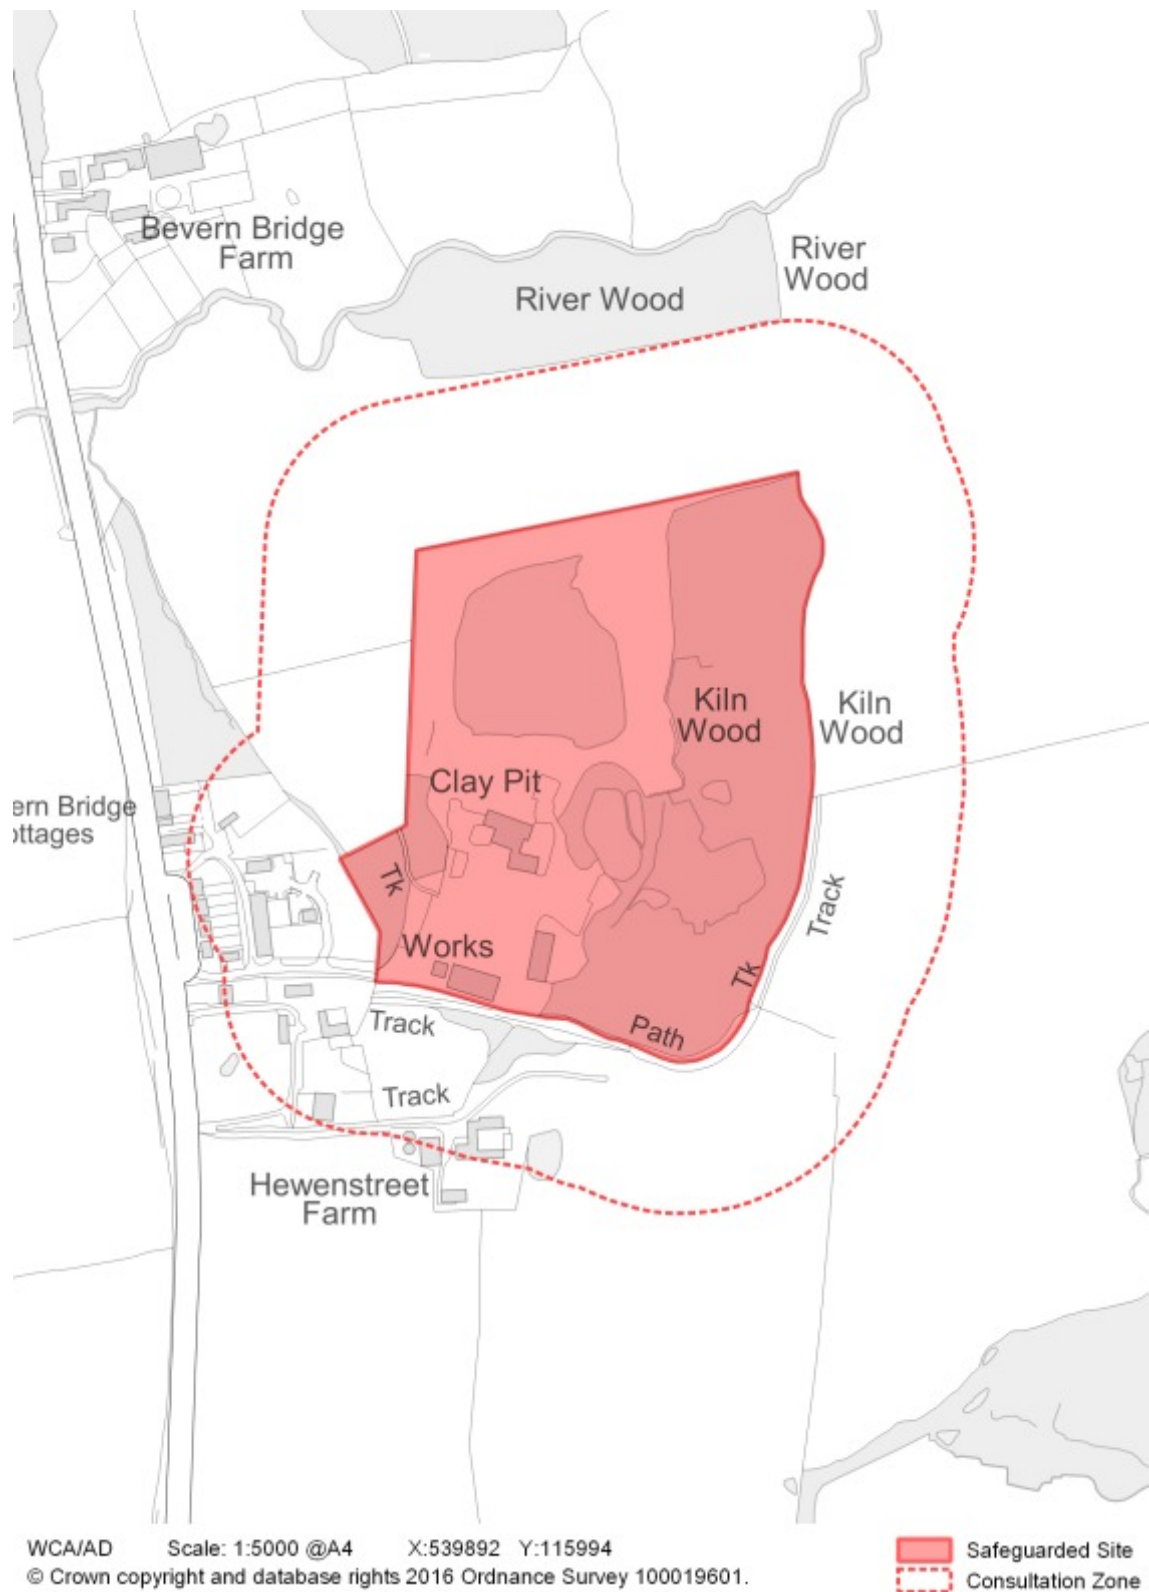 Bevern Bridge
Farm
River
Wood
River Wood
Kiln
Wood
Kiln
Wood
Clay Pit
ern Bridge
ottages
Tk
Track
Works
Tk
Track
Path
Track
Hewenstreet
Farm
WCA/AD Scale: 1:5000 @A4 X:539892 Y:115994
© Crown copyright and database rights 2016 Ordnance Survey 100019601.
Safeguarded Site
Consultation Zone